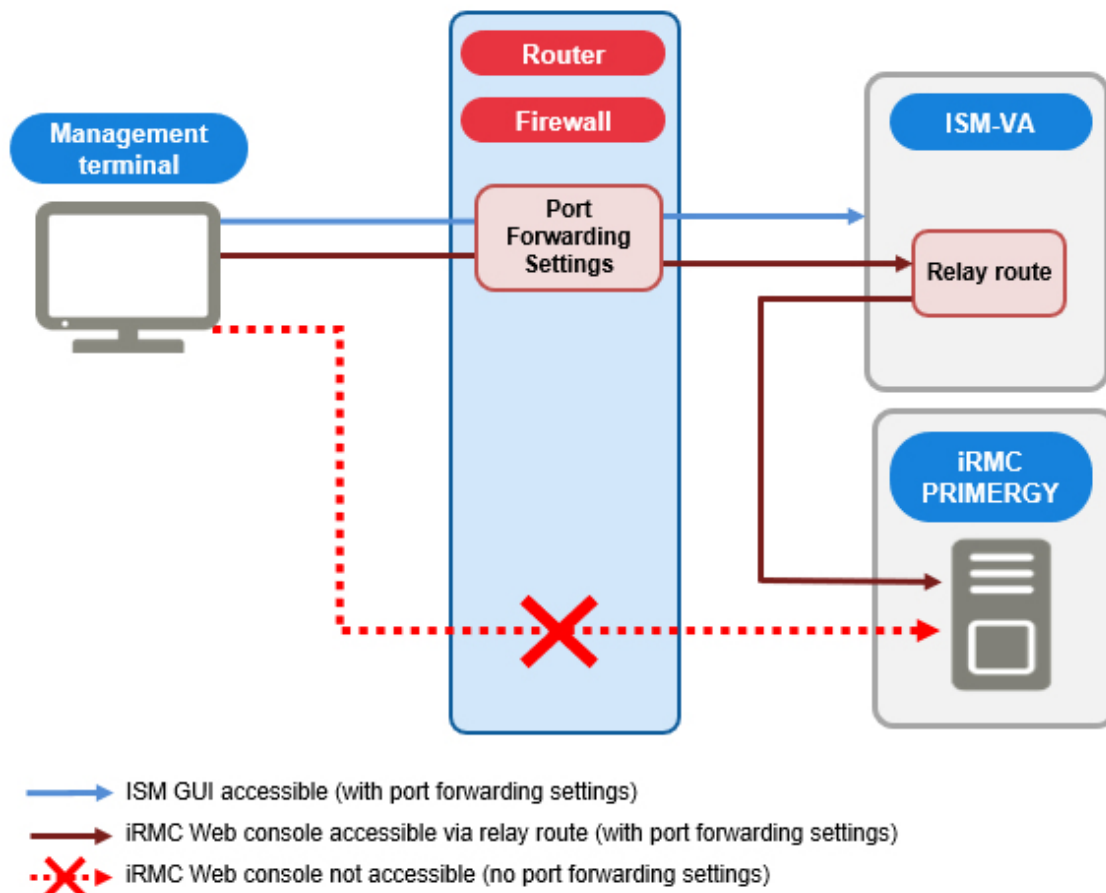 Router
Firewall
Management
terminal
ISM-VA
Port
Forwarding
Settings
Relay route
iRMC
PRIMERGY
ISM GUI accessible (with port forwarding settings)
iRMC Web console accessible via relay route (with port forwarding settings)
iRMC Web console not accessible (no port forwarding settings)